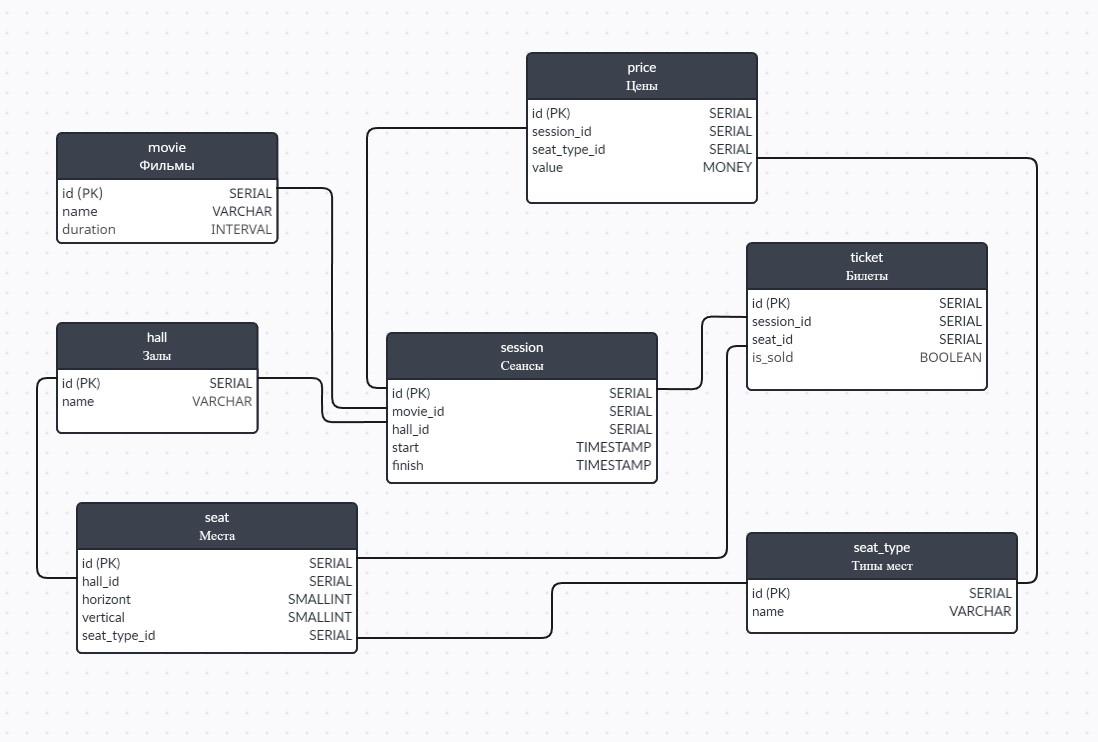 price
Цены
id (PK) SERIAL
session_id SERIAL
seat_type_id SERIAL
value MONEY
movie
Фильмы
id (PK) SERIAL
name VARCHAR
duration INTERVAL
ticket
Билеты
id (PK) SERIAL
session_id SERIAL
seat_id SERIAL
is_sold BOOLEAN
hall
Залы
id (PK) SERIAL
name VARCHAR
session
Сеансы
id (PK) SERIAL
movie_id SERIAL
hall_id SERIAL
start TIMESTAMP
finish TIMESTAMP
seat
Места
id (PK) SERIAL
hall_id SERIAL
horizont SMALLINT
vertical SMALLINT
seat_type_id SERIAL
seat_type
Типы мест
id (PK) SERIAL
name VARCHAR